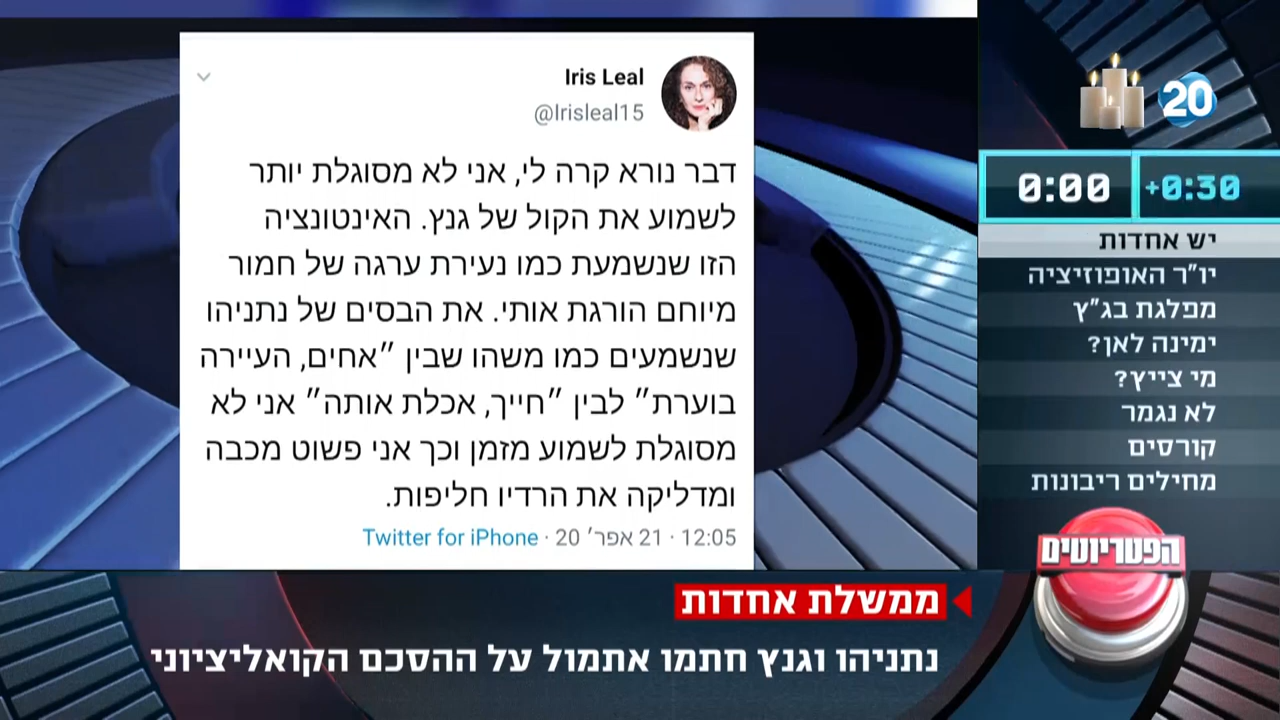 Iris Leal
@Irisleal15
דבר נורא קרה לי, אני לא מסוגלת יותר
לשמוע את הקול של גנץ. האינטונציה
הזו שנשמעת כמו נעירת ערגה של חמור
מיוחם הורגת אותי. את הבסים של נתניהו
שנשמעים כמו משהו שבין ״אחים, העיירה
בוערת״ לבין ״חייך, אכלת אותה״ אני לא
מסוגלת לשמוע מזמן וכך אני פשוט מכבה
ומדליקה את הרדיו חליפות.
12:05 · 21 אפר׳ 20 · Twitter for iPhone
20
0:00
+0:30
יש אחדות
יו"ר האופוזיציה
מפלגת בג"ץ
ימינה לאן?
מי צייץ?
לא נגמר
קורסים
מחילים ריבונות
הפטריוטים
ממשלת אחדות
נתניהו וגנץ חתמו אתמול על ההסכם הקואליציוני